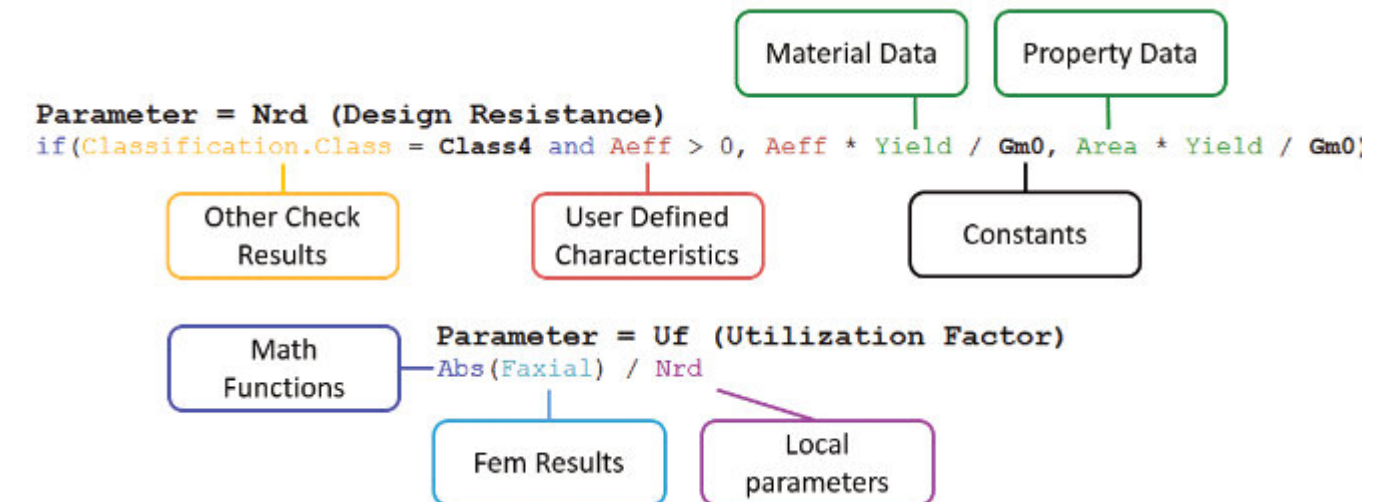 Material Data
Property Data
Parameter = Nrd (Design Resistance)
if(Classification.Class = Class4 and Aeff > 0, Aeff * Yield / Gm0, Area * Yield / Gm0)
Other Check
Results
User Defined
Characteristics
Constants
Math
Functions
Parameter = Uf (Utilization Factor)
Abs(Faxial) / Nrd
Fem Results
Local
parameters